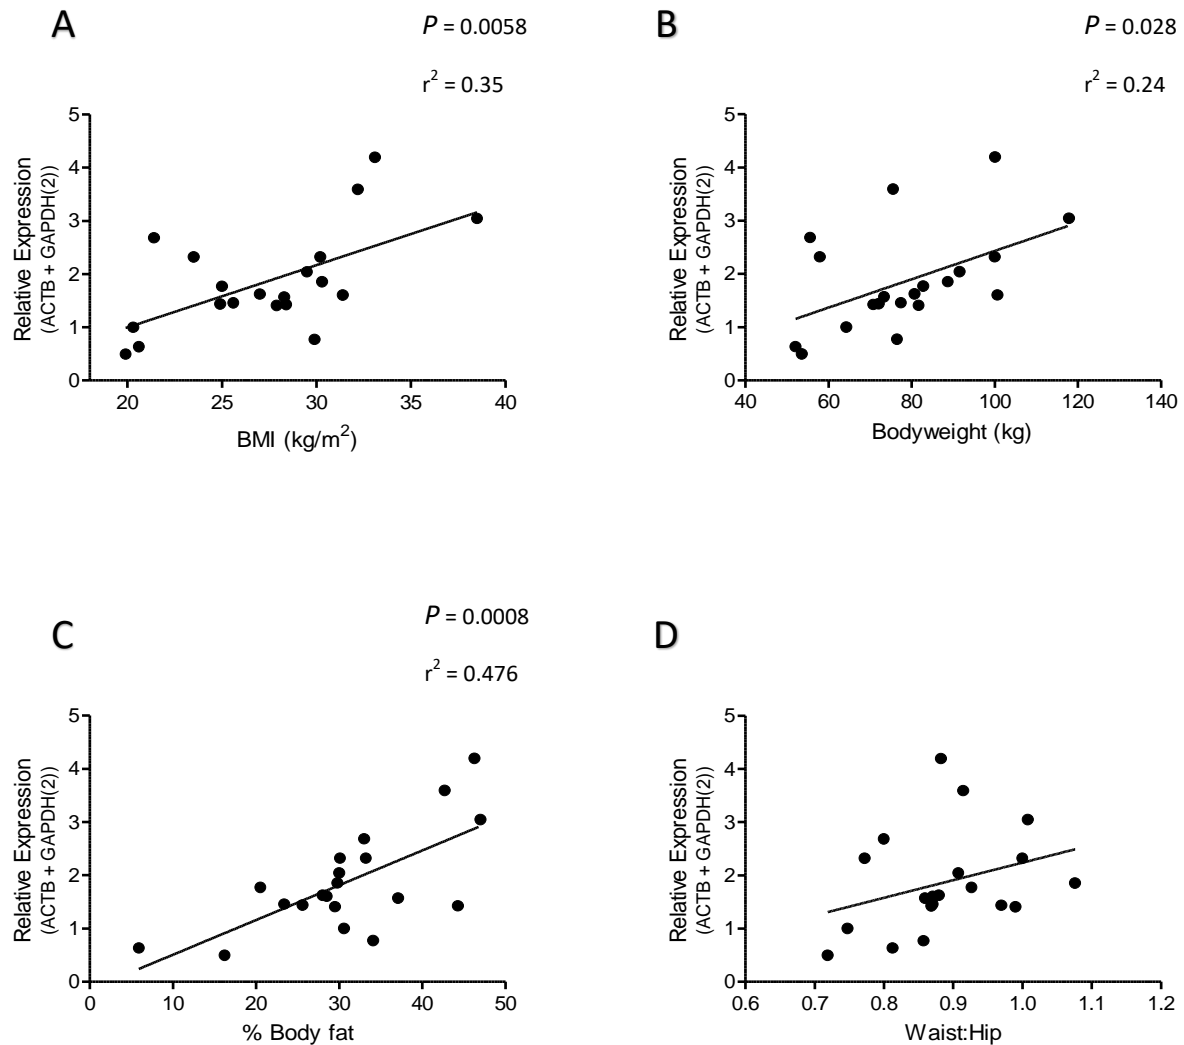 A
P = 0.0058
r² = 0.35
Relative Expression
(ACTB + GAPDH(2))
5
4
3
2
1
0
20 25 30 35 40
BMI (kg/m²)
B
P = 0.028
r² = 0.24
Relative Expression
(ACTB + GAPDH(2))
5
4
3
2
1
0
40 60 80 100 120 140
Bodyweight (kg)
C
P = 0.0008
r² = 0.476
Relative Expression
(ACTB + GAPDH(2))
5
4
3
2
1
0
0 10 20 30 40 50
% Body fat
D
Relative Expression
(ACTB + GAPDH(2))
5
4
3
2
1
0
0.6 0.7 0.8 0.9 1.0 1.1 1.2
Waist:Hip